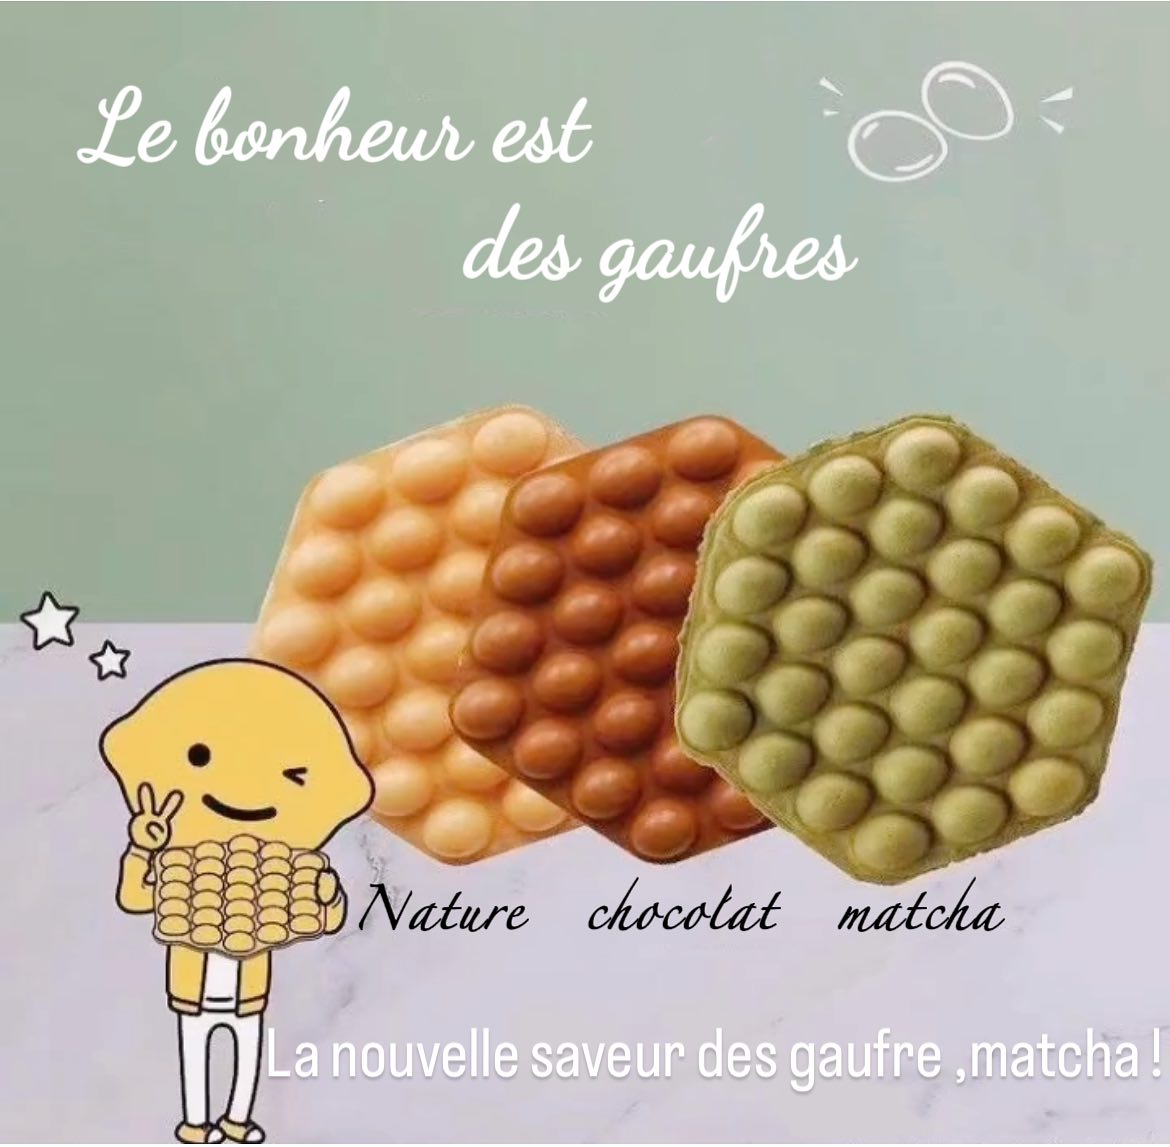 Le bonheur est
des gaufres
Nature chocolat matcha
La nouvelle saveur des gaufre ,matcha !